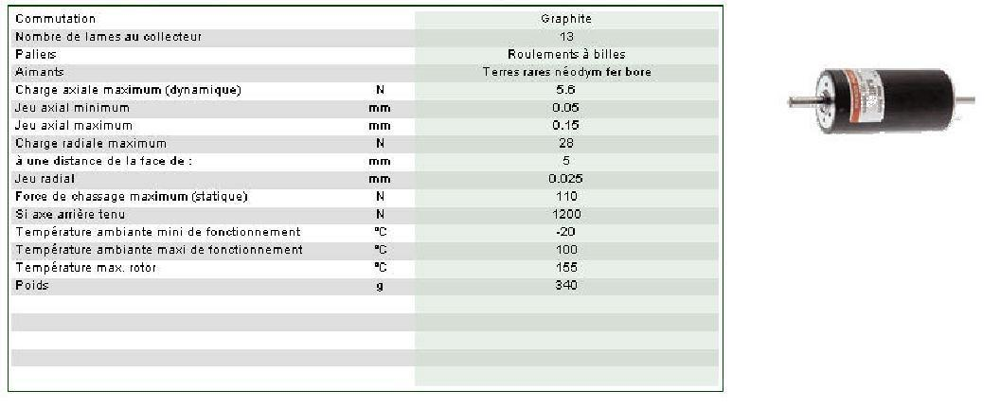 Commutation Graphite
Nombre de lames au collecteur 13
Paliers Roulements à billes
Aimants Terres rares néodym fer bore
Charge axiale maximum (dynamique) N 5.6
Jeu axial minimum mm 0.05
Jeu axial maximum mm 0.15
Charge radiale maximum N 28
à une distance de la face de : mm 5
Jeu radial mm 0.025
Force de chassage maximum (statique) N 110
Si axe arrière tenu N 1200
Température ambiante mini de fonctionnement °C -20
Température ambiante maxi de fonctionnement °C 100
Température max. rotor °C 155
Poids g 340